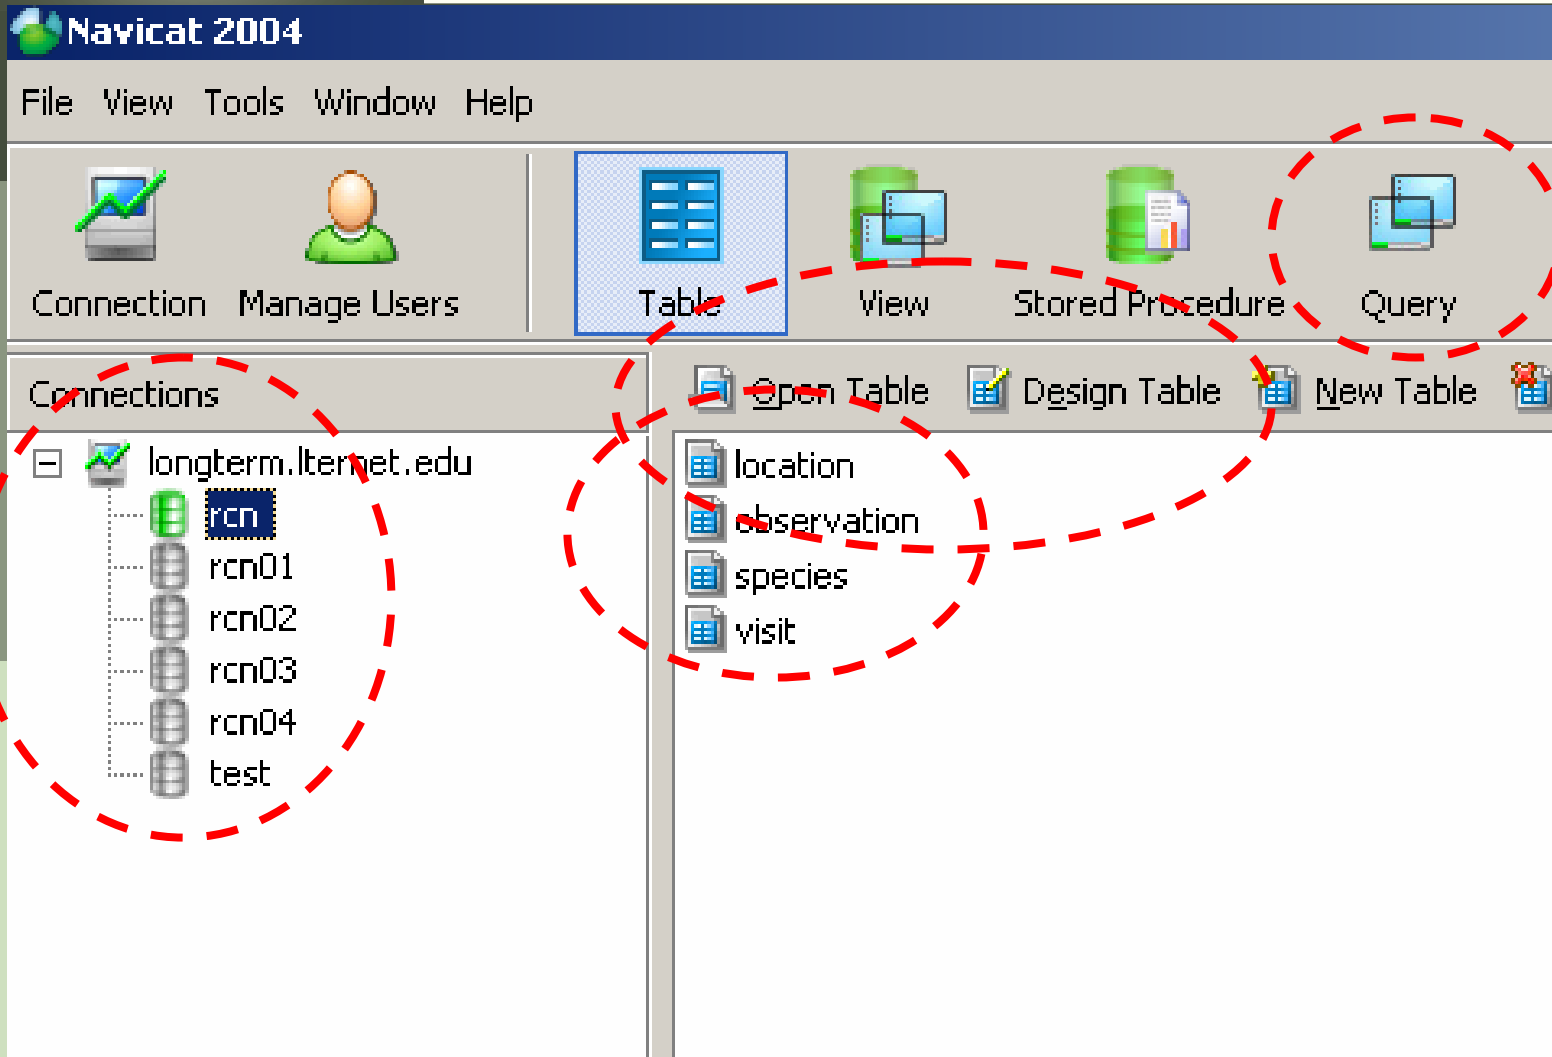 Navicat 2004
File View Tools Window Help
Connection Manage Users Table View Stored Procedure Query
Connections Open Table Design Table New Table
longterm.lternet.edu
rcn
rcn01
rcn02
rcn03
rcn04
test
location
observation
species
visit